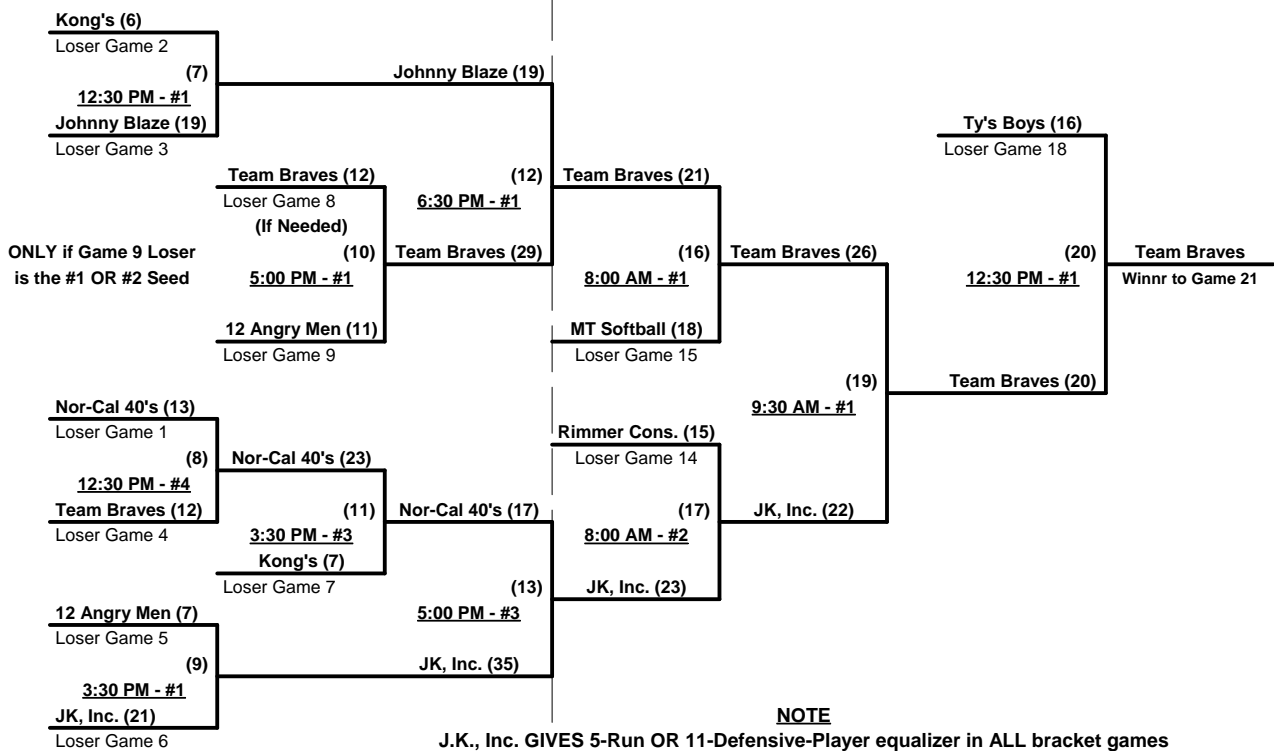 Kong's (6)
Loser Game 2
(7)
Johnny Blaze (19)
12:30 PM - #1
Johnny Blaze (19)
Loser Game 3
Ty's Boys (16)
Loser Game 18
Team Braves (12)
(12)
Team Braves (21)
Loser Game 8
6:30 PM - #1
(If Needed)
ONLY if Game 9 Loser
is the #1 OR #2 Seed
(10)
5:00 PM - #1
Team Braves (29)
(16)
8:00 AM - #1
Team Braves (26)
(20)
12:30 PM - #1
Team Braves
Winnr to Game 21
12 Angry Men (11)
Loser Game 9
MT Softball (18)
Loser Game 15
(19)
9:30 AM - #1
Team Braves (20)
Nor-Cal 40's (13)
Loser Game 1
(8)
12:30 PM - #4
Nor-Cal 40's (23)
Rimmer Cons. (15)
Loser Game 14
Team Braves (12)
Loser Game 4
(11)
3:30 PM - #3
Nor-Cal 40's (17)
(17)
8:00 AM - #2
JK, Inc. (22)
Kong's (7)
Loser Game 7
(13)
5:00 PM - #3
JK, Inc. (23)
12 Angry Men (7)
Loser Game 5
(9)
3:30 PM - #1
JK, Inc. (35)
JK, Inc. (21)
Loser Game 6
NOTE
J.K., Inc. GIVES 5-Run OR 11-Defensive-Player equalizer in ALL bracket games